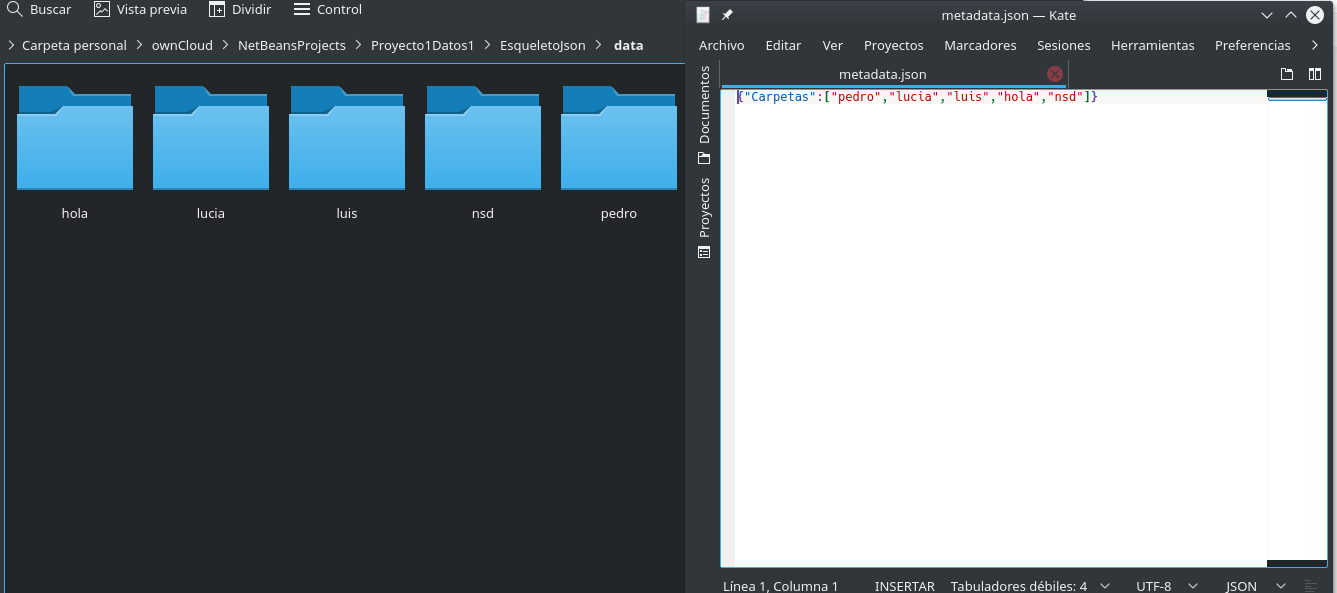 Buscar Vista previa Dividir Control
Carpeta personal ownCloud NetBeansProjects Proyecto1Datos1 EsqueletoJson data
hola lucia luis nsd pedro
metadata.json — Kate
Archivo Editar Ver Proyectos Marcadores Sesiones Herramientas Preferencias
metadata.json
Documentos
Proyectos
{"Carpetas":["pedro","lucia","luis","hola","nsd"]}
Línea 1, Columna 1 INSERTAR Tabuladores débiles: 4 UTF-8 JSON